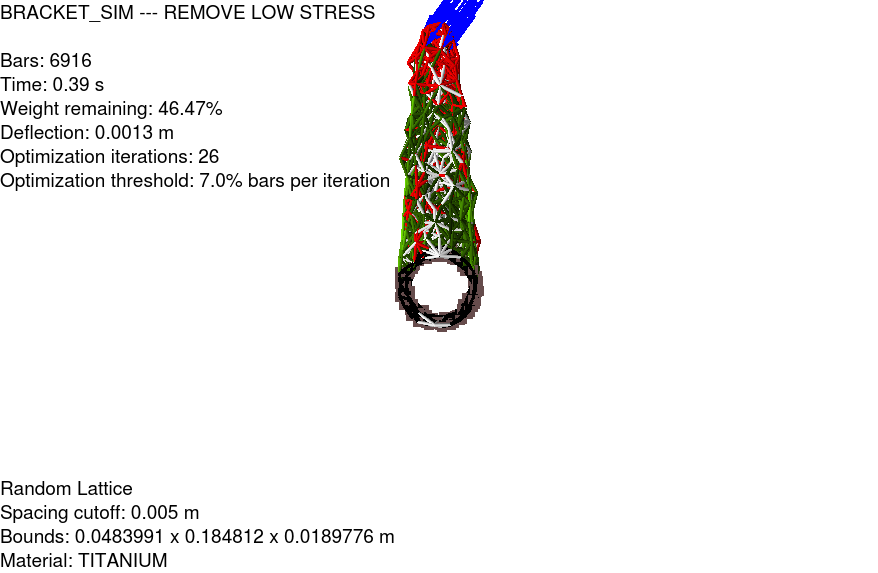 BRACKET_SIM --- REMOVE LOW STRESS
Bars: 6916
Time: 0.39 s
Weight remaining: 46.47%
Deflection: 0.0013 m
Optimization iterations: 26
Optimization threshold: 7.0% bars per iteration
Random Lattice
Spacing cutoff: 0.005 m
Bounds: 0.0483991 x 0.184812 x 0.0189776 m
Material: TITANIUM